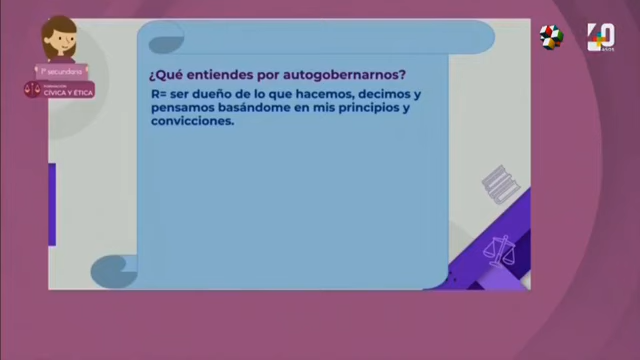 1° secundaria
FORMACIÓN
CÍVICA Y ÉTICA
40
¿Qué entiendes por autogobernarnos?
R= ser dueño de lo que hacemos, decimos y
pensamos basándome en mis principios y
convicciones.